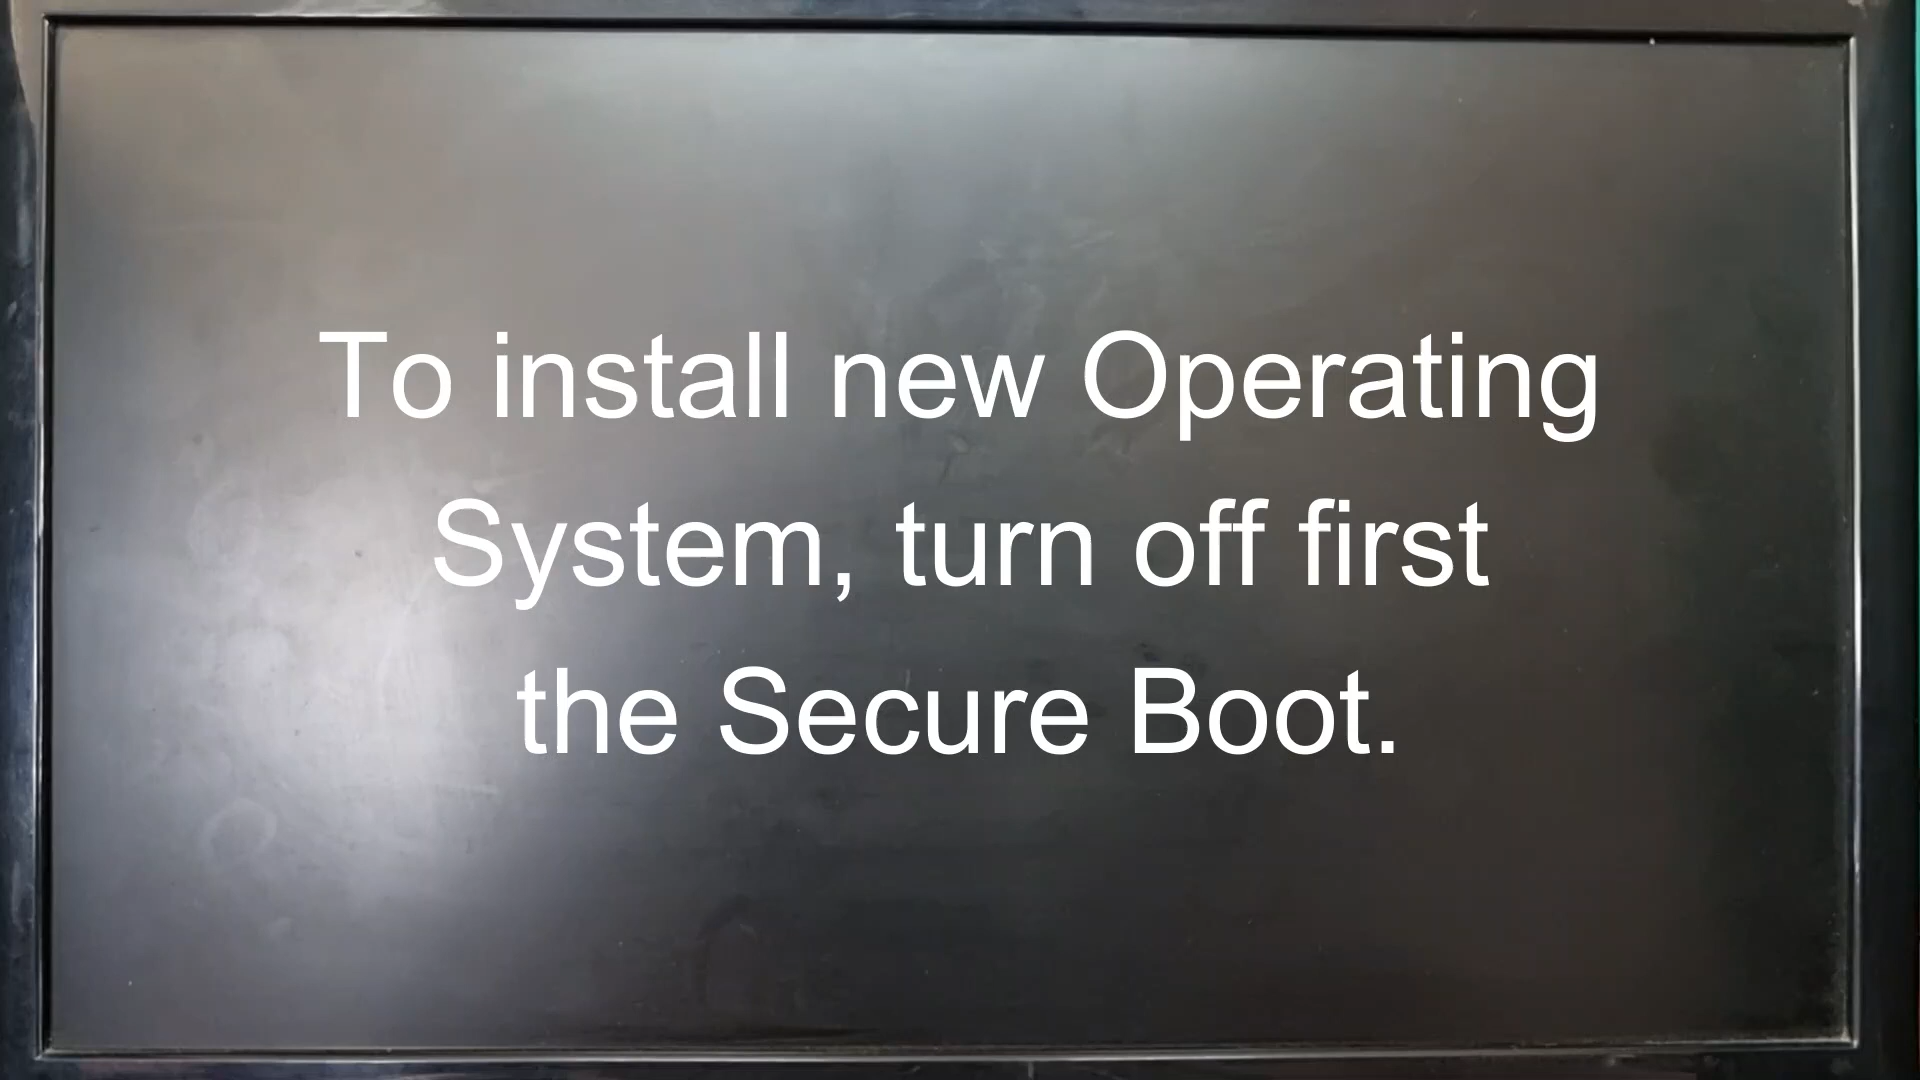 To install new Operating
System, turn off first
the Secure Boot.